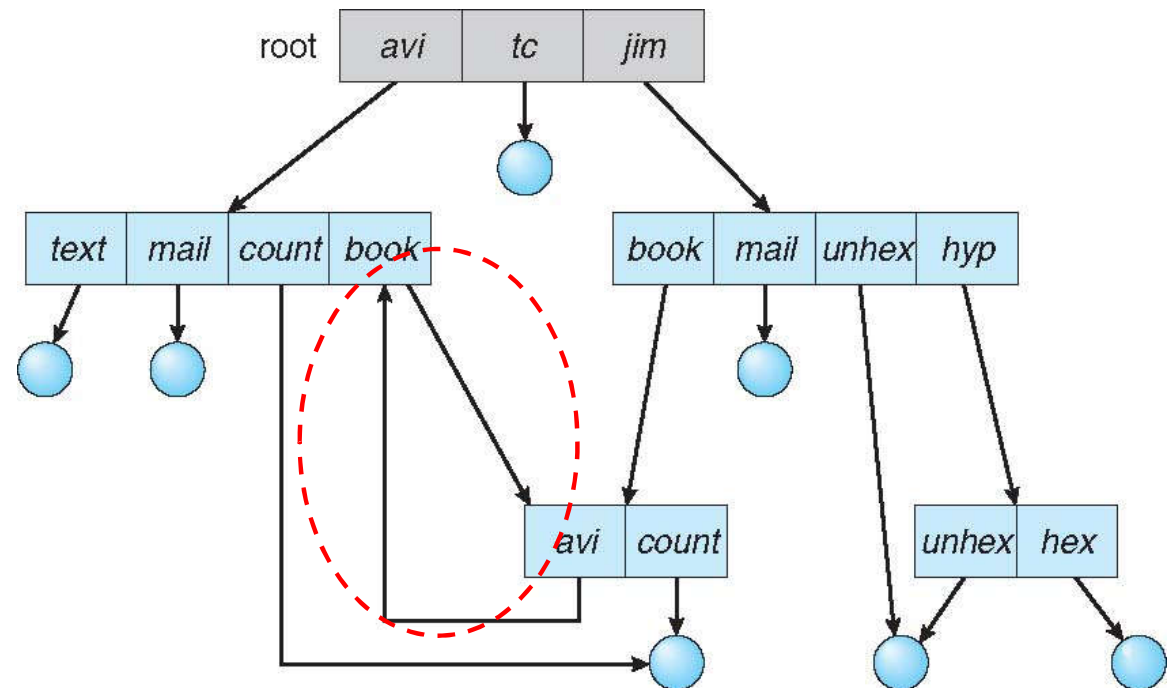 root avi tc jim
text mail count book book mail unhex hyp
avi count unhex hex